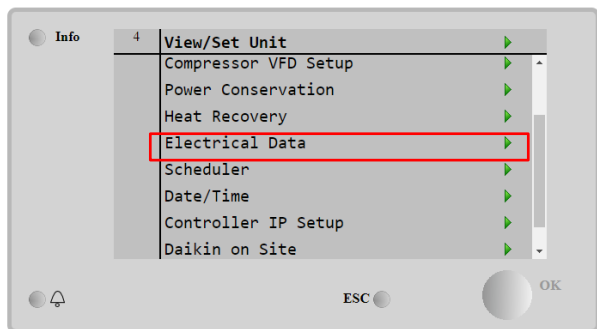 Info
4 View/Set Unit
Compressor VFD Setup
Power Conservation
Heat Recovery
Electrical Data
Scheduler
Date/Time
Controller IP Setup
Daikin on Site
ESC
OK